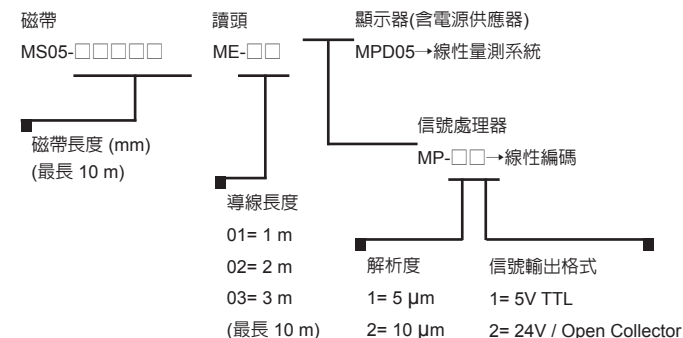 磁帶
MS05-□□□□□
磁帶長度 (mm)
(最長 10 m)
讀頭
ME-□□
導線長度
01= 1 m
02= 2 m
03= 3 m
(最長 10 m)
顯示器(含電源供應器)
MPD05→線性量測系統
信號處理器
MP-□□→線性編碼
解析度
1= 5 μm
2= 10 μm
信號輸出格式
1= 5V TTL
2= 24V / Open Collector